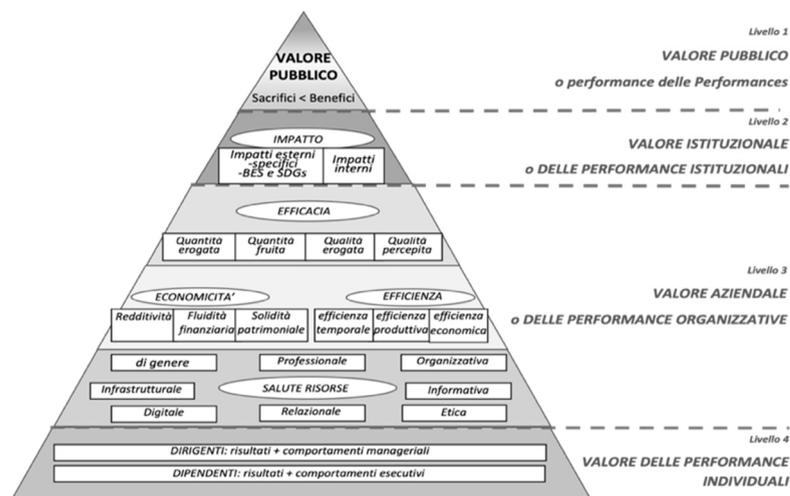 VALORE
PUBBLICO
Sacrifici < Benefici
Livello 1
VALORE PUBBLICO
o performance delle Performances
IMPATTO
Impatti esterni
-specifici
-BES e SDGs
Impatti
interni
Livello 2
VALORE ISTITUZIONALE
o DELLE PERFORMANCE ISTITUZIONALI
EFFICACIA
Quantità
erogata
Quantità
fruita
Qualità
erogata
Qualità
percepita
ECONOMICITA'
EFFICIENZA
Redditività
Fluidità
finanziaria
Solidità
patrimoniale
efficienza
temporale
efficienza
produttiva
efficienza
economica
Livello 3
VALORE AZIENDALE
o DELLE PERFORMANCE ORGANIZZATIVE
di genere
Professionale
Organizzativa
Infrastrutturale
SALUTE RISORSE
Informativa
Digitale
Relazionale
Etica
DIRIGENTI: risultati + comportamenti manageriali
DIPENDENTI: risultati + comportamenti esecutivi
Livello 4
VALORE DELLE PERFORMANCE
INDIVIDUALI